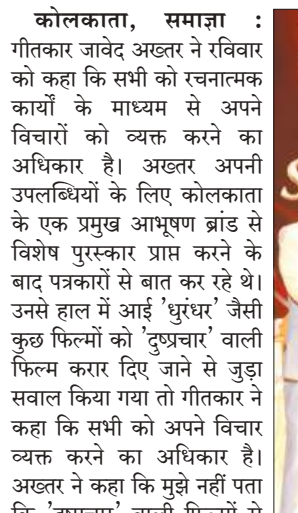 कोलकाता, समाज्ञा :
गीतकार जावेद अख्तर ने रविवार
को कहा कि सभी को रचनात्मक
कार्यों के माध्यम से अपने
विचारों को व्यक्त करने का
अधिकार है। अख्तर अपनी
उपलब्धियों के लिए कोलकाता
के एक प्रमुख आभूषण ब्रांड से
विशेष पुरस्कार प्राप्त करने के
बाद पत्रकारों से बात कर रहे थे।
उनसे हाल में आई 'धुरंधर' जैसी
कुछ फिल्मों को 'दुष्प्रचार' वाली
फिल्म करार दिए जाने से जुड़ा
सवाल किया गया तो गीतकार ने
कहा कि सभी को अपने विचार
व्यक्त करने का अधिकार है।
अख्तर ने कहा कि मुझे नहीं पता
कि 'दुष्प्रचार' वाली फिल्मों से